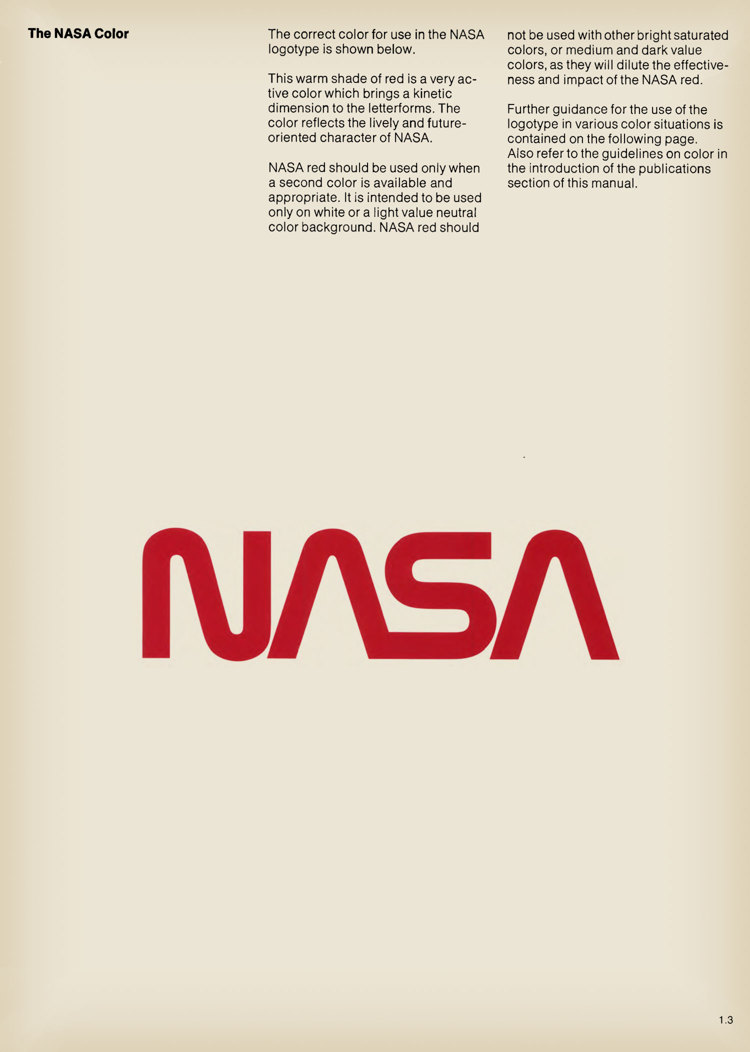 The NASA Color
The correct color for use in the NASA
logotype is shown below.
This warm shade of red is a very ac-
tive color which brings a kinetic
dimension to the letterforms. The
color reflects the lively and future-
oriented character of NASA.
NASA red should be used only when
a second color is available and
appropriate. It is intended to be used
only on white or a light value neutral
color background. NASA red should
not be used with other bright saturated
colors, or medium and dark value
colors, as they will dilute the effective-
ness and impact of the NASA red.
Further guidance for the use of the
logotype in various color situations is
contained on the following page.
Also refer to the guidelines on color in
the introduction of the publications
section of this manual.
NASA
1.3